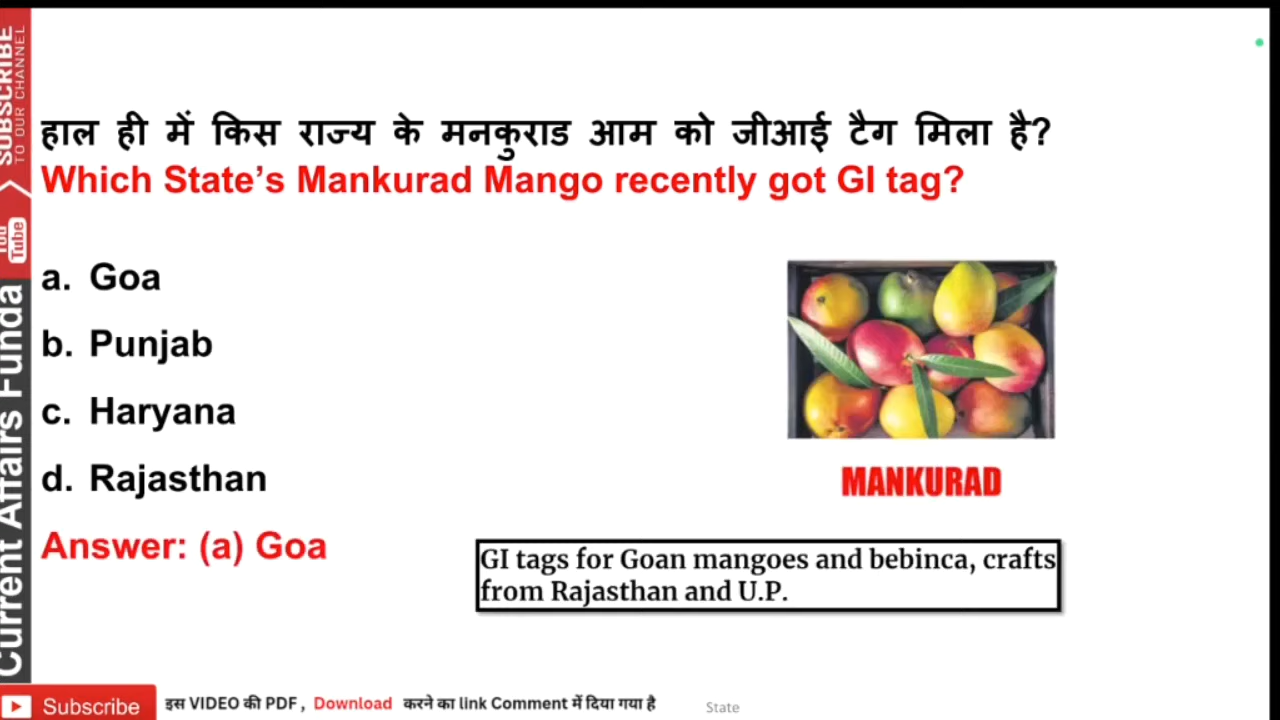 SUBSCRIBE
TO OUR CHANNEL
You
Tube
Current Affairs Funda
हाल ही में किस राज्य के मनकुराड आम को जीआई टैग मिला है?
Which State’s Mankurad Mango recently got GI tag?
a. Goa
b. Punjab
c. Haryana
d. Rajasthan
MANKURAD
Answer: (a) Goa
GI tags for Goan mangoes and bebinca, crafts
from Rajasthan and U.P.
Subscribe
इस VIDEO की PDF , Download करने का link Comment में दिया गया है
State